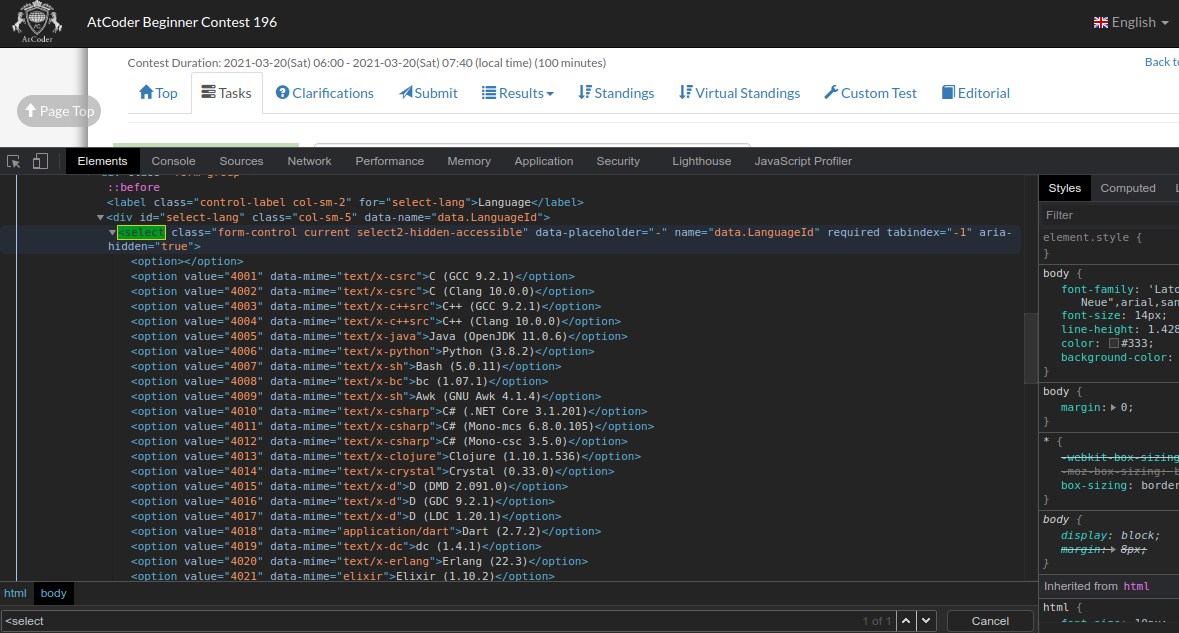 AtCoder
AtCoder Beginner Contest 196
English
Contest Duration: 2021-03-20(Sat) 06:00 - 2021-03-20(Sat) 07:40 (local time) (100 minutes)
Back to
Page Top
Top
Tasks
Clarifications
Submit
Results
Standings
Virtual Standings
Custom Test
Editorial
Elements Console Sources Network Performance Memory Application Security Lighthouse JavaScript Profiler
::before
<label class="control-label col-sm-2" for="select-lang">Language</label>
<div id="select-lang" class="col-sm-5" data-name="data.LanguageId">
<select class="form-control current select2-hidden-accessible" data-placeholder="-" name="data.LanguageId" required tabindex="-1" aria-
hidden="true">
<option></option>
<option value="4001" data-mime="text/x-csrc">C (GCC 9.2.1)</option>
<option value="4002" data-mime="text/x-csrc">C (Clang 10.0.0)</option>
<option value="4003" data-mime="text/x-c++src">C++ (GCC 9.2.1)</option>
<option value="4004" data-mime="text/x-c++src">C++ (Clang 10.0.0)</option>
<option value="4005" data-mime="text/x-java">Java (OpenJDK 11.0.6)</option>
<option value="4006" data-mime="text/x-python">Python (3.8.2)</option>
<option value="4007" data-mime="text/x-sh">Bash (5.0.11)</option>
<option value="4008" data-mime="text/x-bc">bc (1.07.1)</option>
<option value="4009" data-mime="text/x-sh">Awk (GNU Awk 4.1.4)</option>
<option value="4010" data-mime="text/x-csharp">C# (.NET Core 3.1.201)</option>
<option value="4011" data-mime="text/x-csharp">C# (Mono-mcs 6.8.0.105)</option>
<option value="4012" data-mime="text/x-csharp">C# (Mono-csc 3.5.0)</option>
<option value="4013" data-mime="text/x-clojure">Clojure (1.10.1.536)</option>
<option value="4014" data-mime="text/x-crystal">Crystal (0.33.0)</option>
<option value="4015" data-mime="text/x-d">D (DMD 2.091.0)</option>
<option value="4016" data-mime="text/x-d">D (GDC 9.2.1)</option>
<option value="4017" data-mime="text/x-d">D (LDC 1.20.1)</option>
<option value="4018" data-mime="application/dart">Dart (2.7.2)</option>
<option value="4019" data-mime="text/x-dc">dc (1.4.1)</option>
<option value="4020" data-mime="text/x-erlang">Erlang (22.3)</option>
<option value="4021" data-mime="elixir">Elixir (1.10.2)</option>
html body
<select
1 of 1
Cancel
Styles Computed L
Filter
element.style {
}
body {
font-family: 'Lato
Neue",arial,san
font-size: 14px;
line-height: 1.428
color: #333;
background-color:
}
body {
margin: 0;
}
* {
-webkit-box-sizing
-moz-box-sizing: b
box-sizing: border
}
body {
display: block;
margin: 8px;
}
Inherited from html
html {